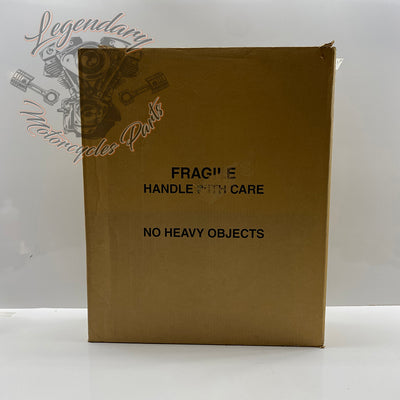 Legendary
Motorcycles Parts
FRAGILE
HANDLE WITH CARE
NO HEAVY OBJECTS